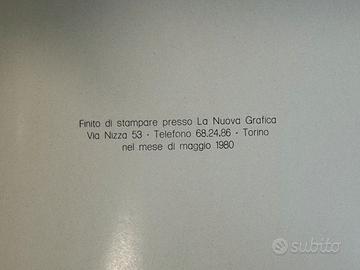 Finito di stampare presso La Nuova Grafica
Via Nizza 53 - Telefono 68.24.86 - Torino
nel mese di maggio 1980
subito